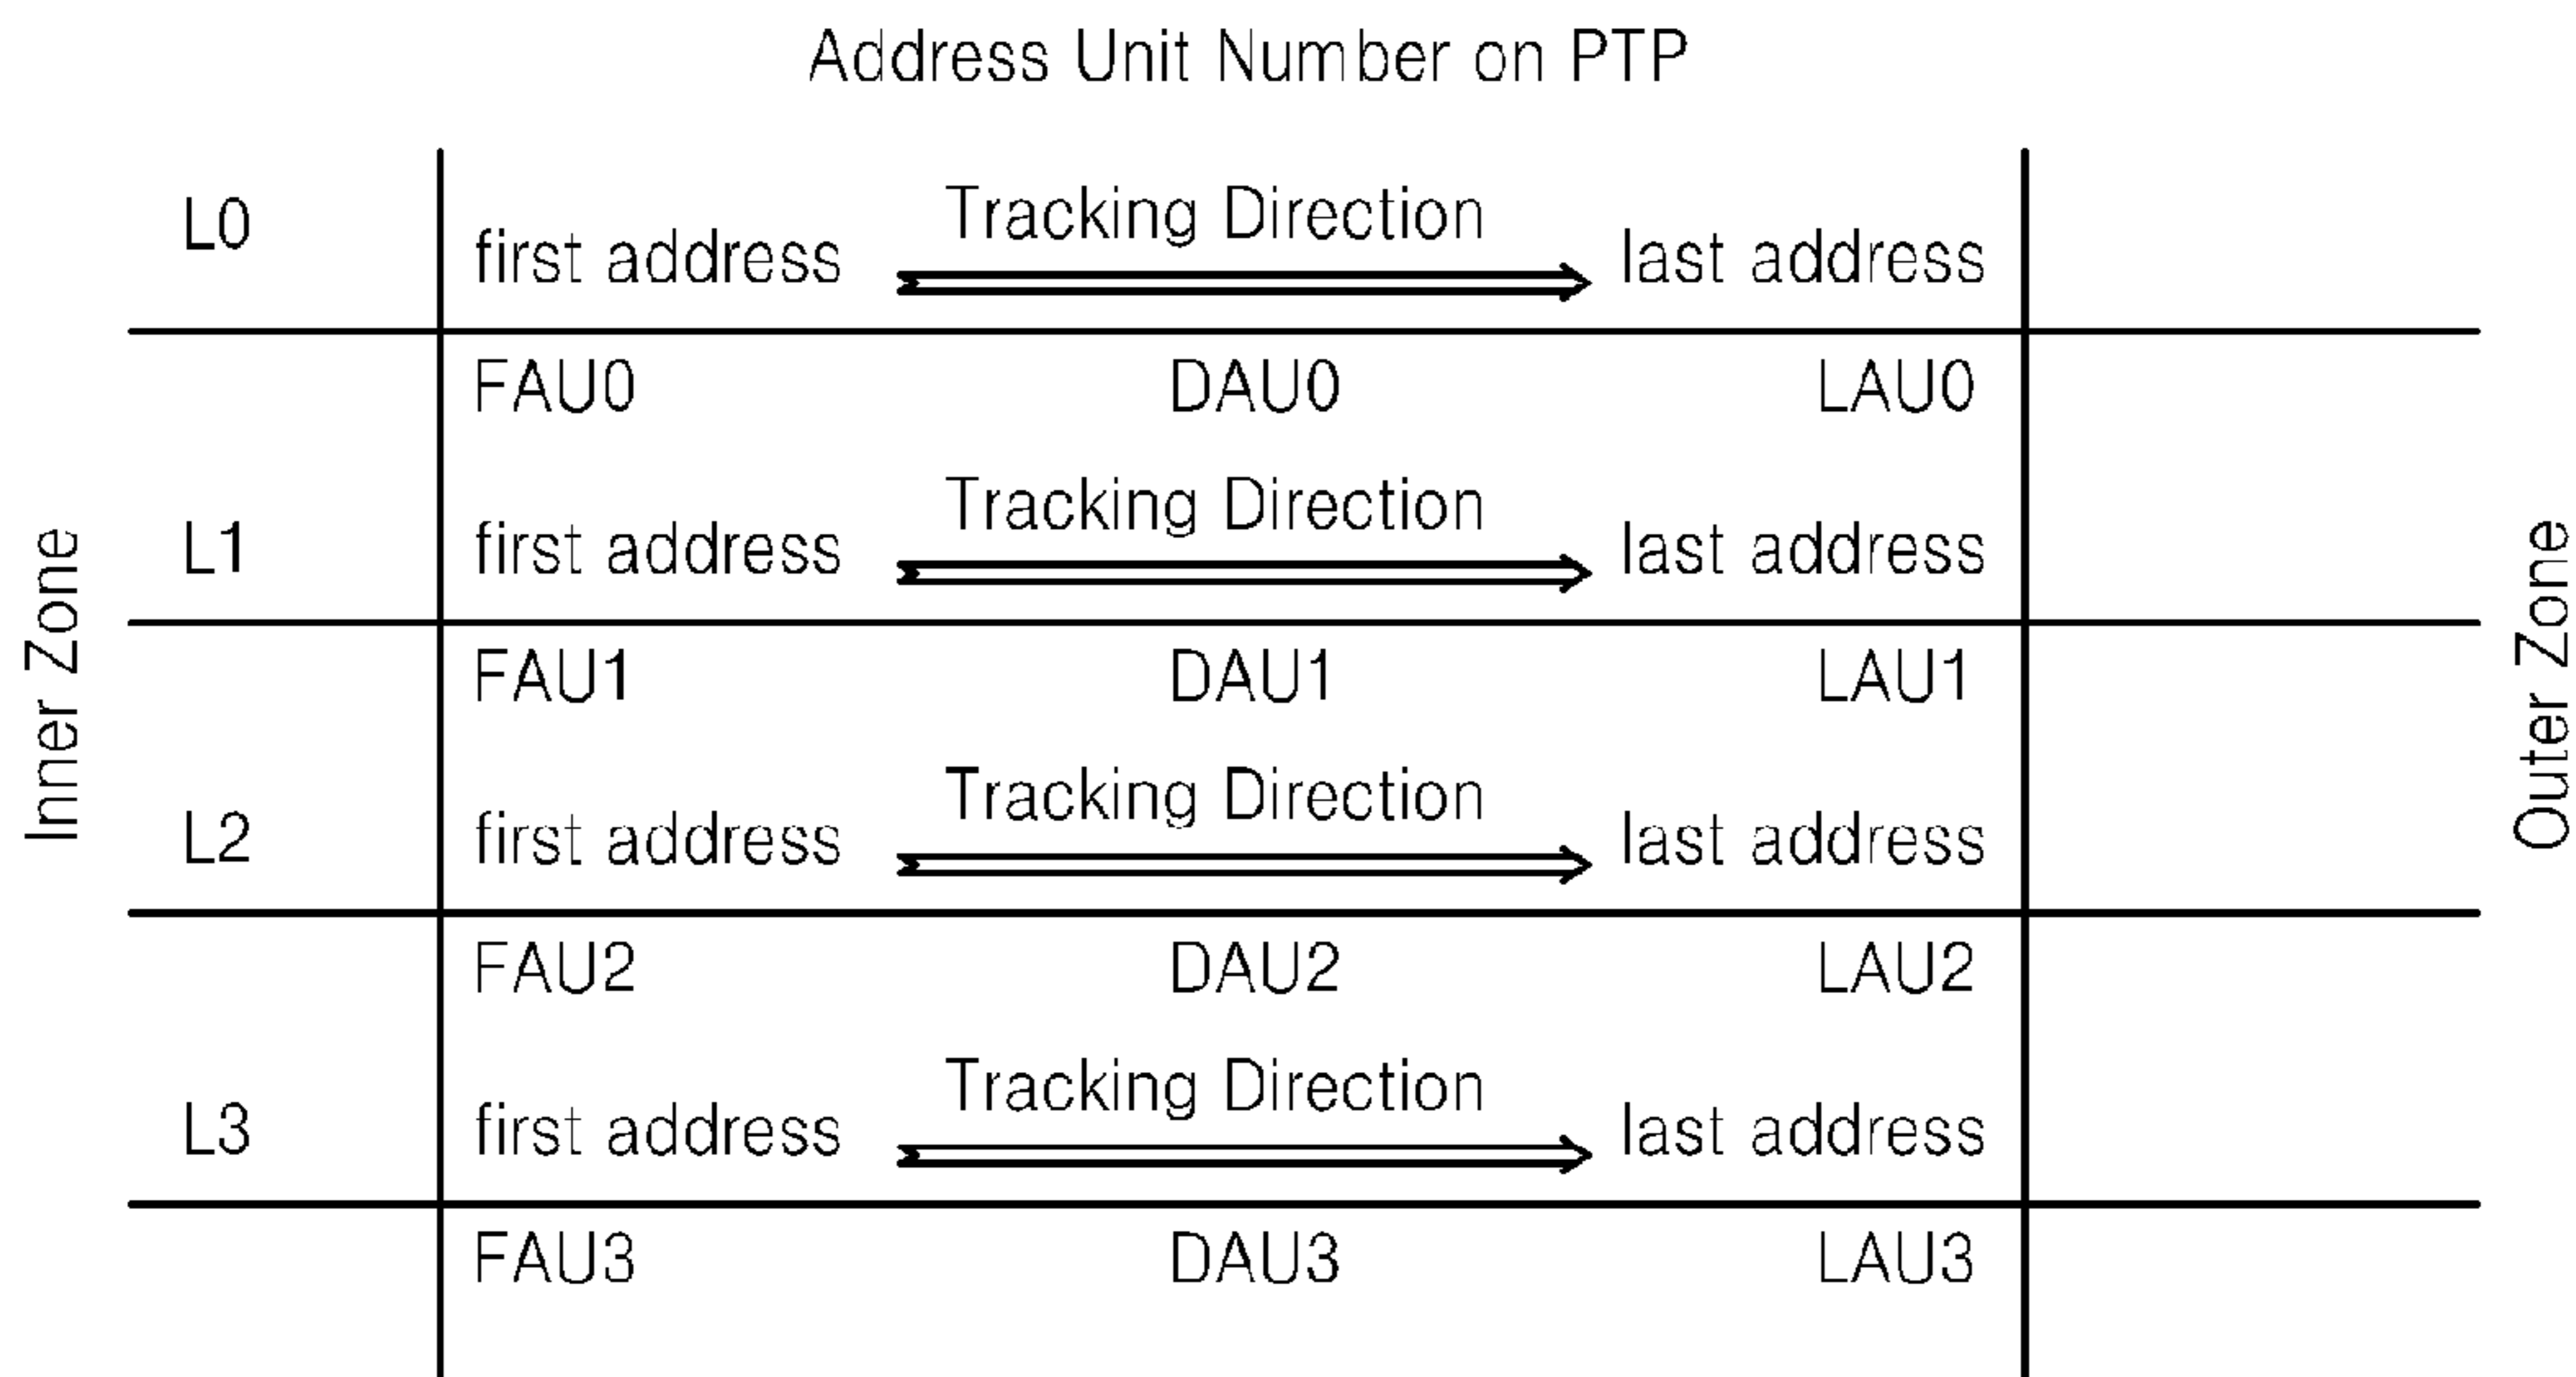 Address Unit Number on PTP
L0
first address
Tracking Direction
last address
FAU0
DAU0
LAU0
Inner Zone
L1
first address
Tracking Direction
last address
Outer Zone
FAU1
DAU1
LAU1
L2
first address
Tracking Direction
last address
FAU2
DAU2
LAU2
L3
first address
Tracking Direction
last address
FAU3
DAU3
LAU3